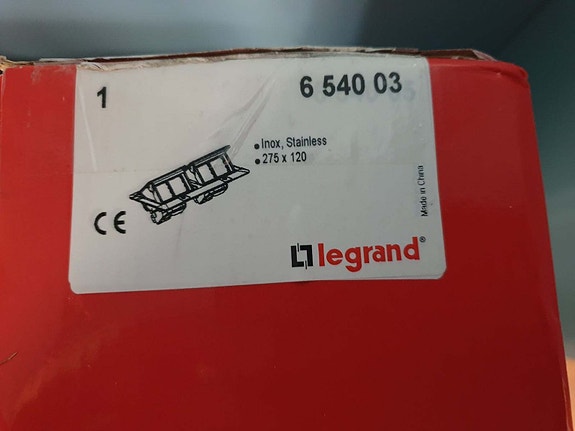 1
6 540 03
• Inox, Stainless
• 275 x 120
CE
Made in China
legrand®